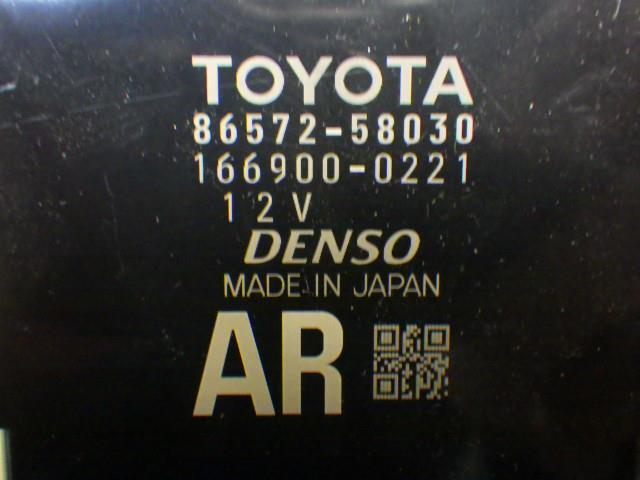 TOYOTA
86572-58030
166900-0221
12V
DENSO
MADE IN JAPAN
AR